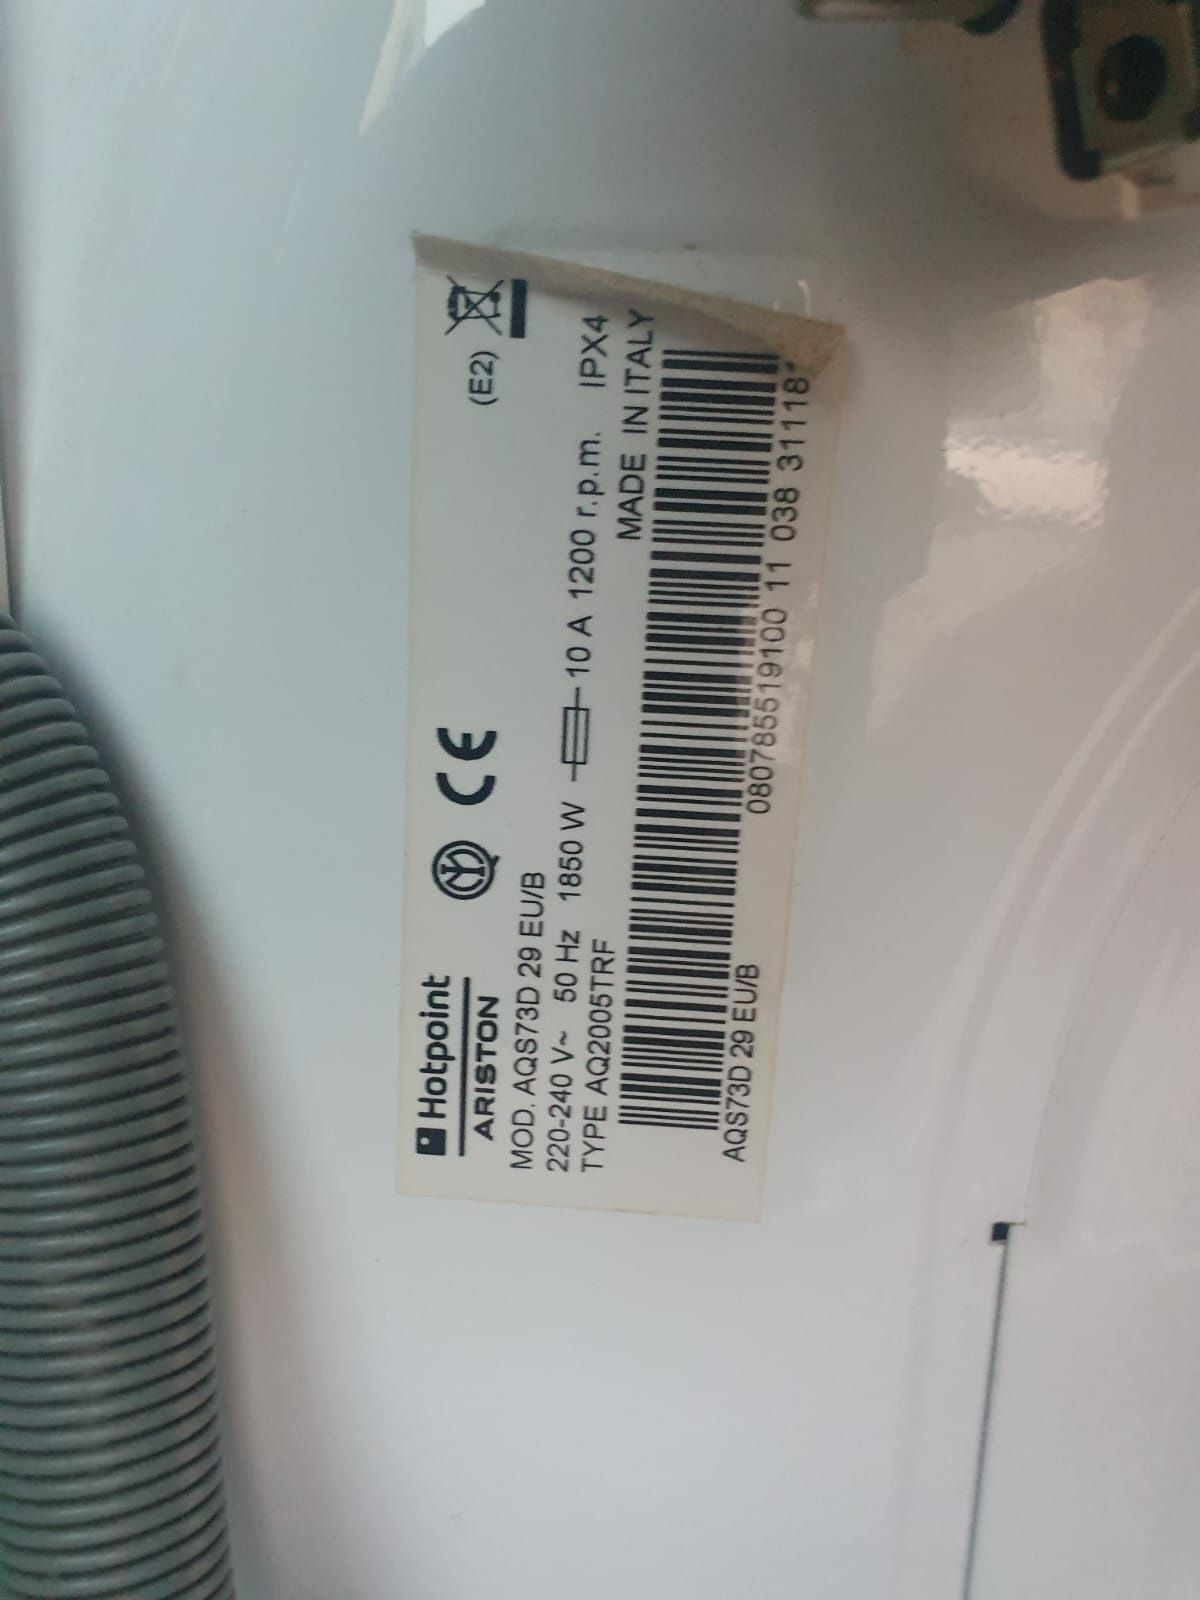 Hotpoint
ARISTON
(E2)
MOD. AQS73D 29 EU/B
220-240 V~ 50 Hz 1850 W 10 A 1200 r.p.m. IPX4
TYPE AQ2005TRF MADE IN ITALY
AQS73D 29 EU/B 080785519100 11 038 31118